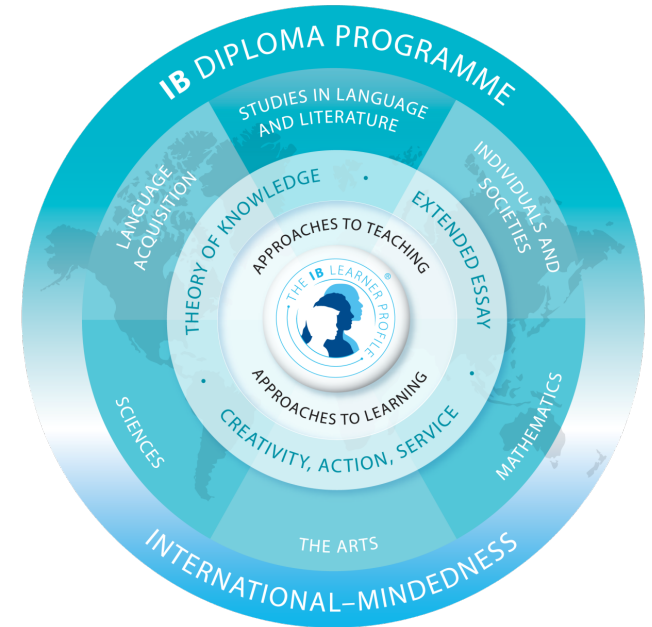 IB DIPLOMA PROGRAMME
STUDIES IN LANGUAGE
AND LITERATURE
LANGUAGE
ACQUISITION
INDIVIDUALS AND
SOCIETIES
THEORY OF KNOWLEDGE
EXTENDED ESSAY
APPROACHES TO TEACHING
THE IB LEARNER PROFILE
®
APPROACHES TO LEARNING
CREATIVITY, ACTION, SERVICE
SCIENCES
MATHEMATICS
THE ARTS
INTERNATIONAL–MINDEDNESS